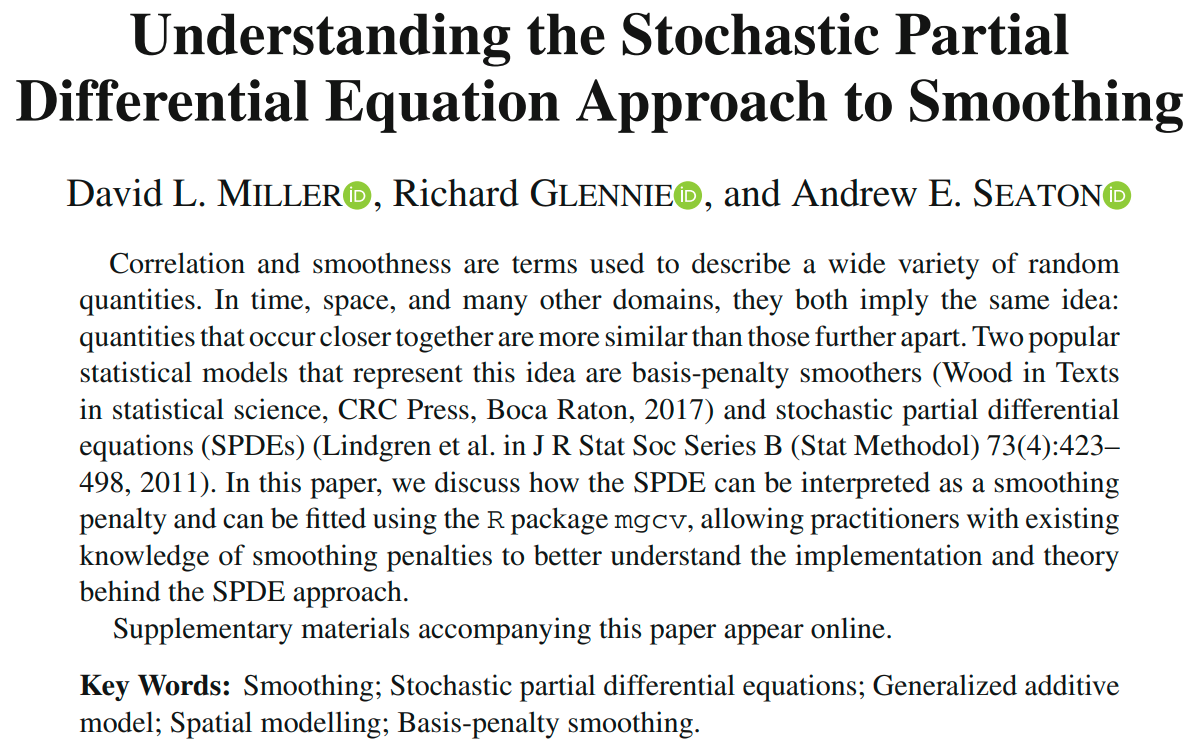 Understanding the Stochastic Partial
Differential Equation Approach to Smoothing
David L. MILLER iD, Richard GLENNIE iD, and Andrew E. SEATON iD
Correlation and smoothness are terms used to describe a wide variety of random
quantities. In time, space, and many other domains, they both imply the same idea:
quantities that occur closer together are more similar than those further apart. Two popular
statistical models that represent this idea are basis-penalty smoothers (Wood in Texts
in statistical science, CRC Press, Boca Raton, 2017) and stochastic partial differential
equations (SPDEs) (Lindgren et al. in J R Stat Soc Series B (Stat Methodol) 73(4):423–
498, 2011). In this paper, we discuss how the SPDE can be interpreted as a smoothing
penalty and can be fitted using the R package mgcv, allowing practitioners with existing
knowledge of smoothing penalties to better understand the implementation and theory
behind the SPDE approach.
Supplementary materials accompanying this paper appear online.
Key Words: Smoothing; Stochastic partial differential equations; Generalized additive
model; Spatial modelling; Basis-penalty smoothing.